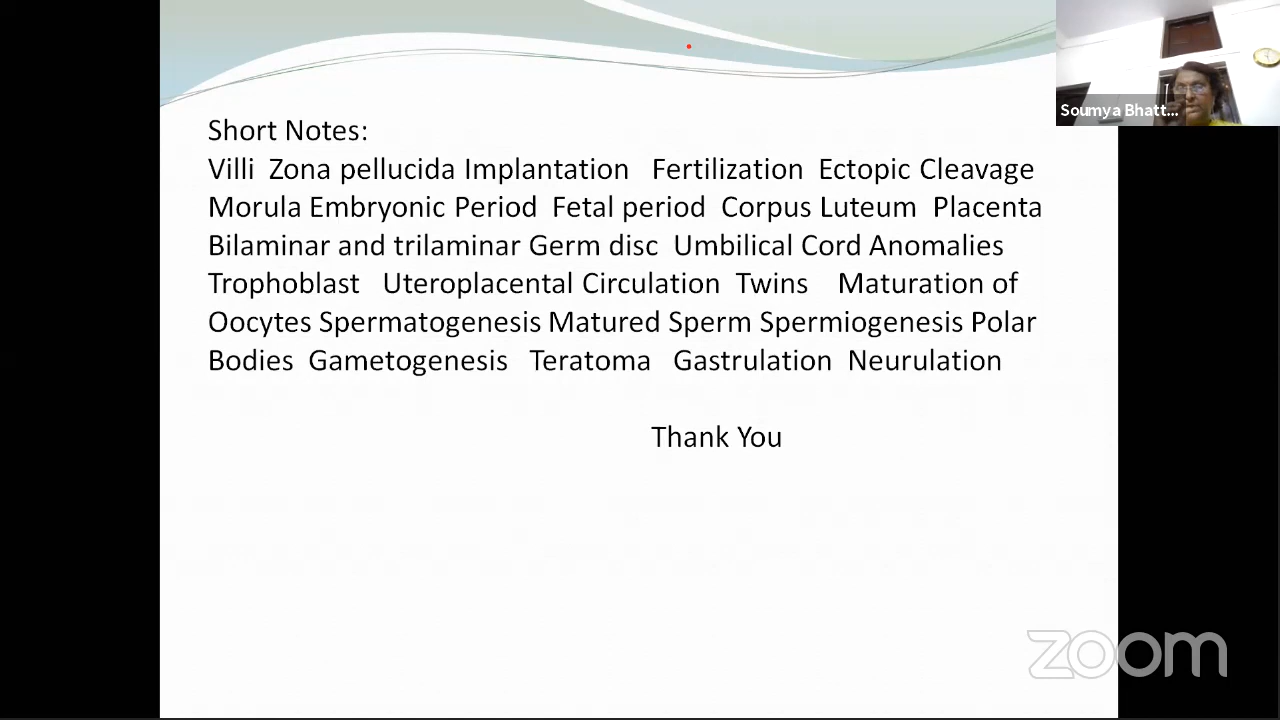 Soumya Bhatt...
Short Notes:
Villi Zona pellucida Implantation Fertilization Ectopic Cleavage
Morula Embryonic Period Fetal period Corpus Luteum Placenta
Bilaminar and trilaminar Germ disc Umbilical Cord Anomalies
Trophoblast Uteroplacental Circulation Twins Maturation of
Oocytes Spermatogenesis Matured Sperm Spermiogenesis Polar
Bodies Gametogenesis Teratoma Gastrulation Neurulation
Thank You
zoom